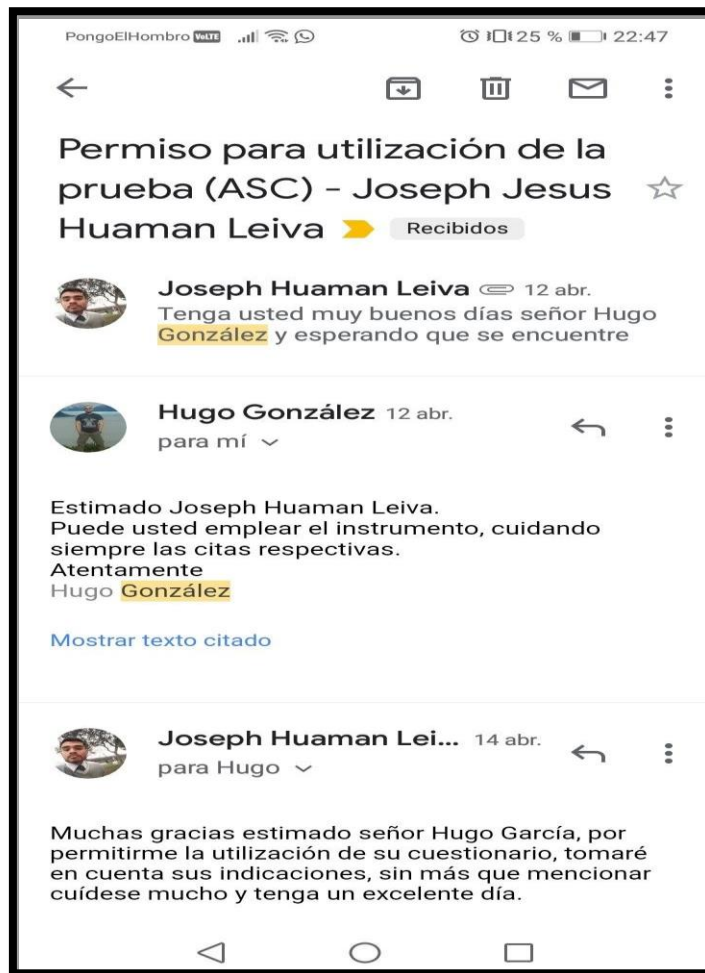 PongoElHombro VoLTE 25 % 22:47
Permiso para utilización de la
prueba (ASC) - Joseph Jesus
Huaman Leiva Recibidos
Joseph Huaman Leiva 12 abr.
Tenga usted muy buenos días señor Hugo
González y esperando que se encuentre
Hugo González 12 abr.
para mí
Estimado Joseph Huaman Leiva.
Puede usted emplear el instrumento, cuidando
siempre las citas respectivas.
Atentamente
Hugo González
Mostrar texto citado
Joseph Huaman Lei... 14 abr.
para Hugo
Muchas gracias estimado señor Hugo García, por
permitirme la utilización de su cuestionario, tomaré
en cuenta sus indicaciones, sin más que mencionar
cuídese mucho y tenga un excelente día.